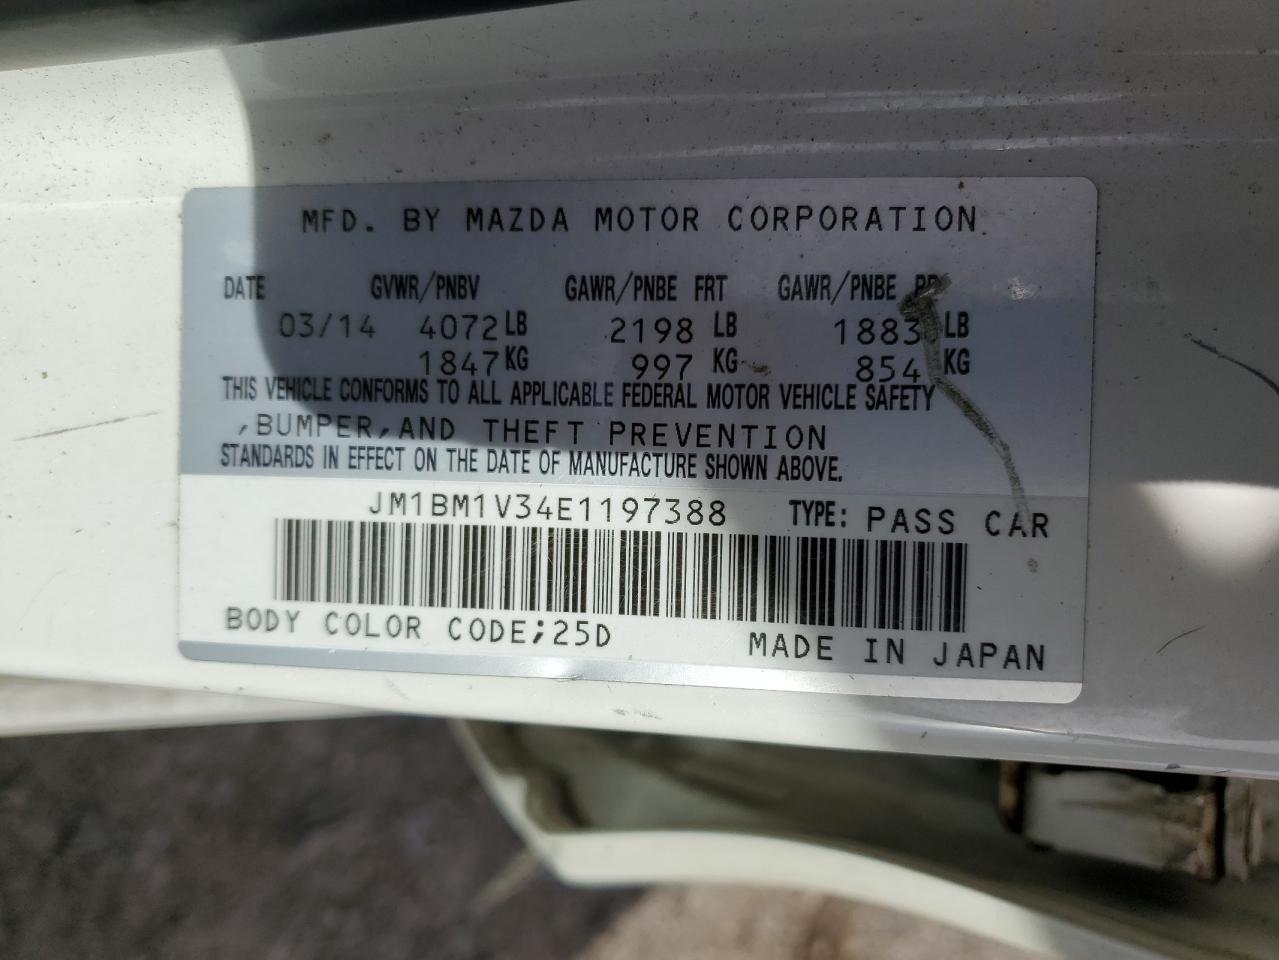 MFD. BY MAZDA MOTOR CORPORATION
DATE GVWR/PNBV GAWR/PNBE FRT GAWR/PNBE RR
03/14 4072 LB 2198 LB 1883 LB
1847 KG 997 KG 854 KG
THIS VEHICLE CONFORMS TO ALL APPLICABLE FEDERAL MOTOR VEHICLE SAFETY
,BUMPER,AND THEFT PREVENTION
STANDARDS IN EFFECT ON THE DATE OF MANUFACTURE SHOWN ABOVE.
JM1BM1V34E1197388 TYPE: PASS CAR
BODY COLOR CODE;25D MADE IN JAPAN